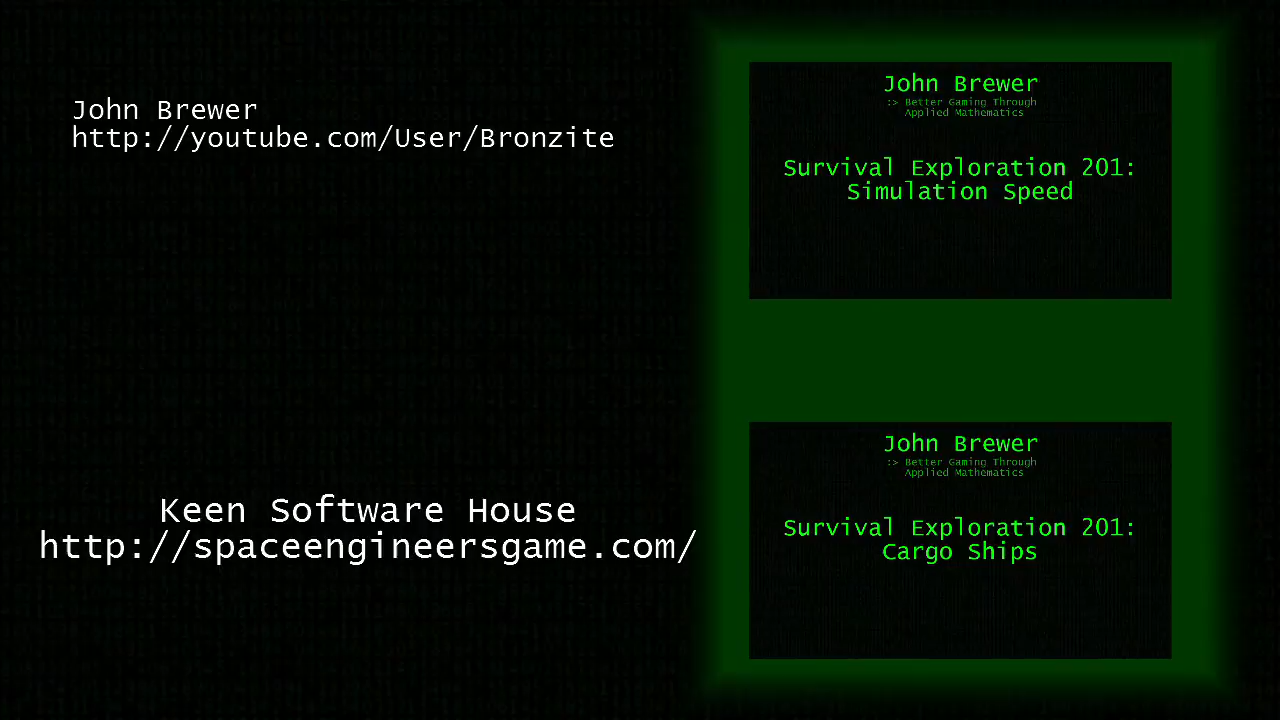 John Brewer
http://youtube.com/User/Bronzite
Keen Software House
http://spaceengineersgame.com/
John Brewer
:> Better Gaming Through
Applied Mathematics
Survival Exploration 201:
Simulation Speed
John Brewer
:> Better Gaming Through
Applied Mathematics
Survival Exploration 201:
Cargo Ships